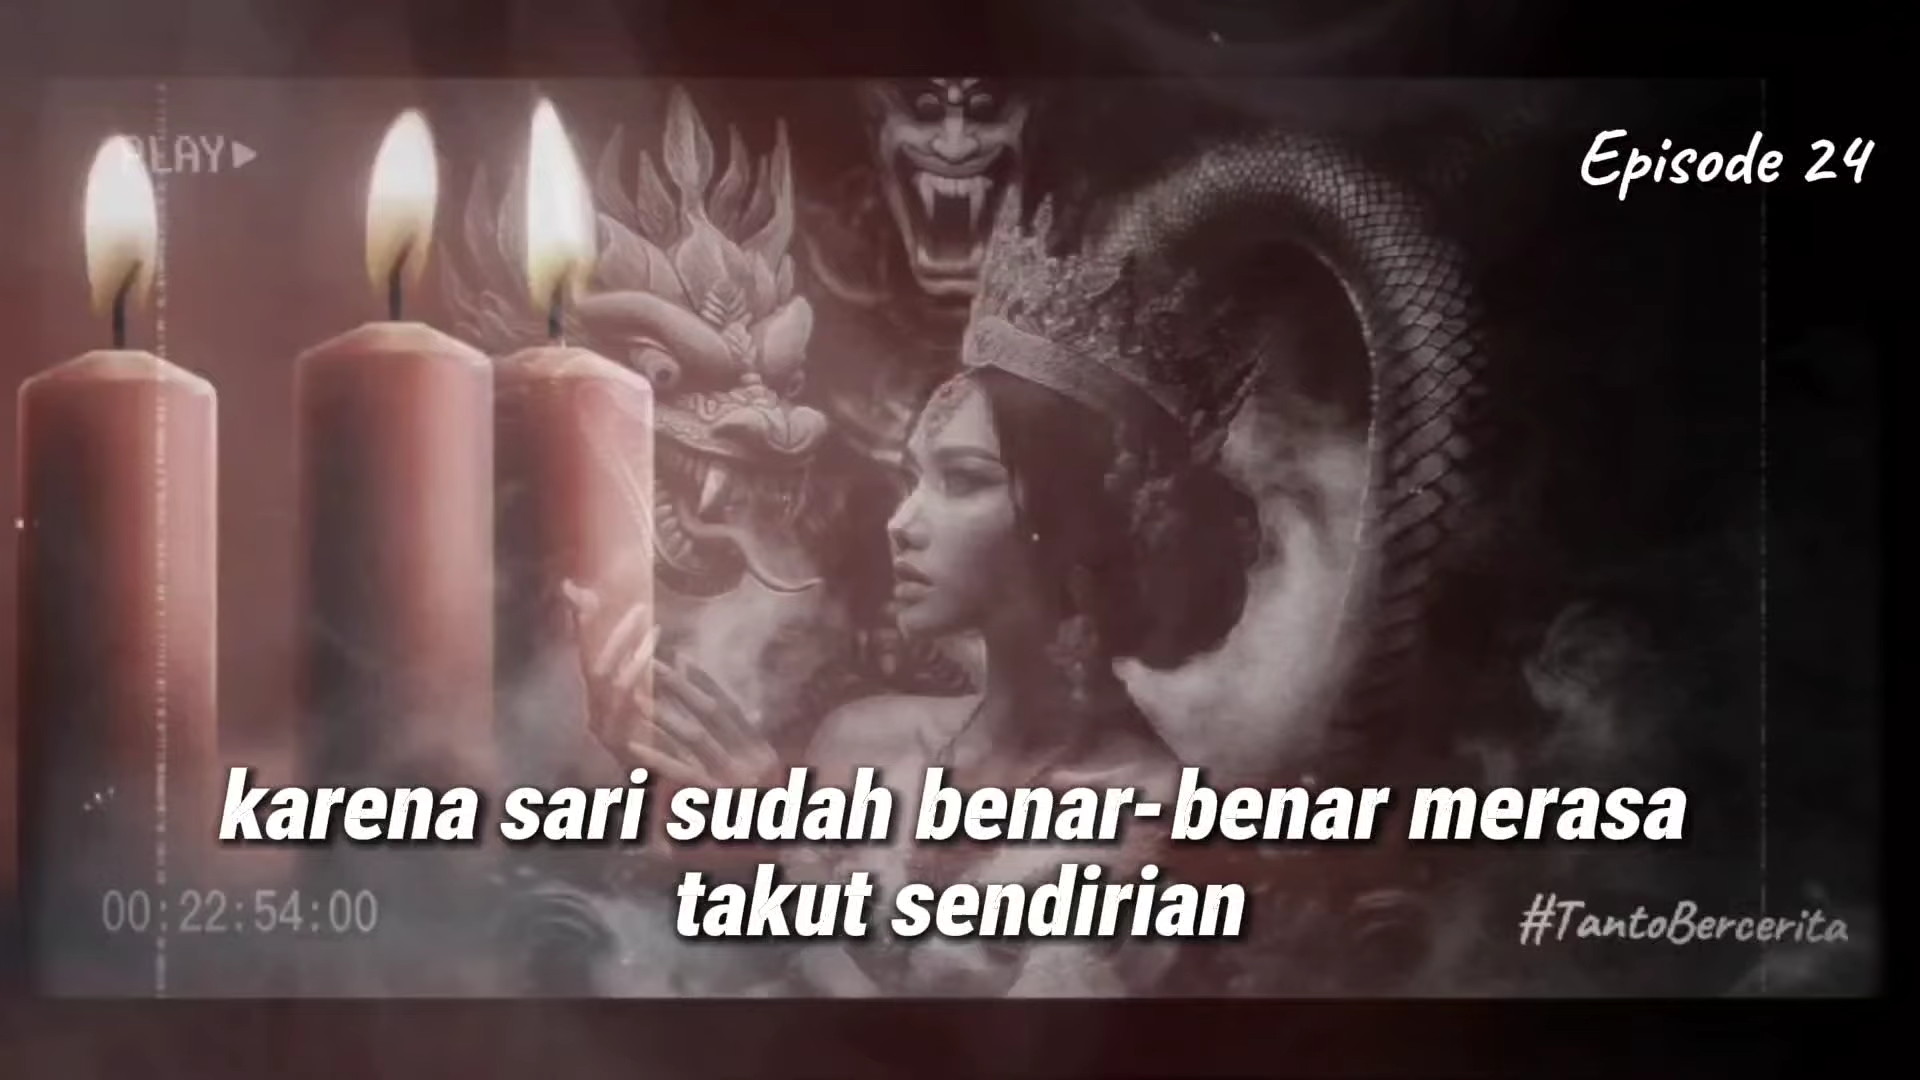 PLAY
Episode 24
karena sari sudah benar-benar merasa
takut sendirian
00:22:54:00
#TantoBercerita